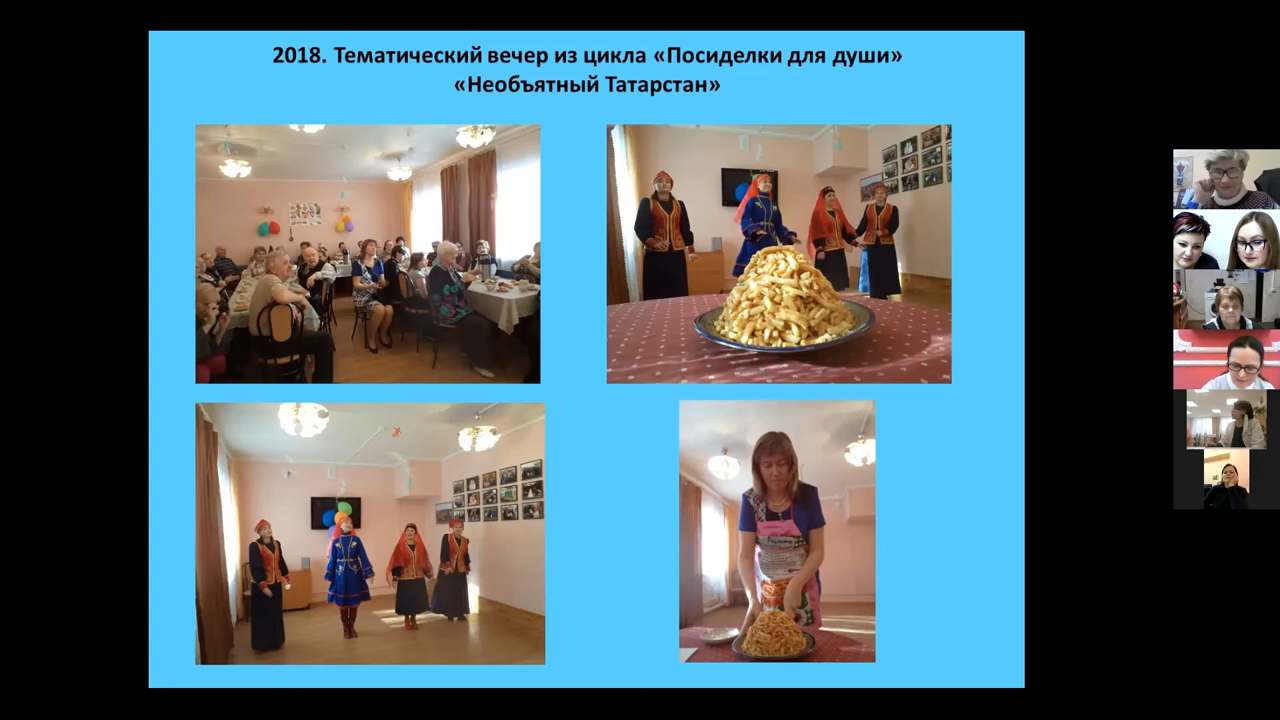 2018. Тематический вечер из цикла «Посиделки для души»
«Необъятный Татарстан»